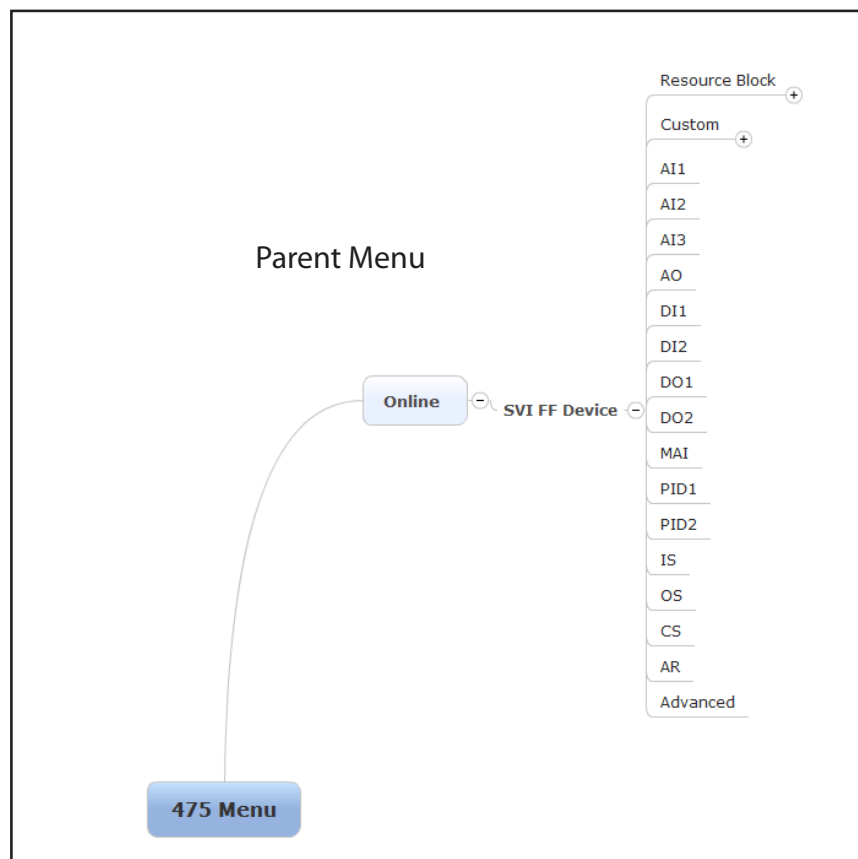 Resource Block
Custom
AI1
AI2
AI3
Parent Menu
AO
DI1
DI2
DO1
Online
SVI FF Device
DO2
MAI
PID1
PID2
IS
OS
CS
AR
Advanced
475 Menu